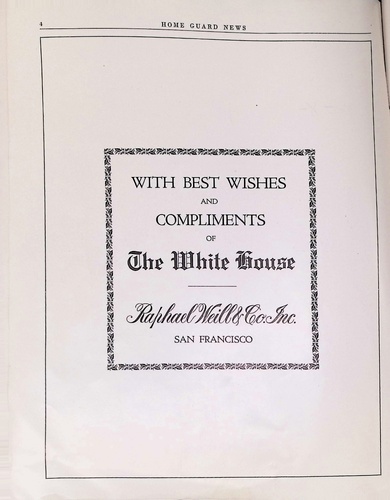 4
HOME GUARD NEWS
WITH BEST WISHES
AND
COMPLIMENTS
OF
The White House
Raphael Weill & Co. Inc.
SAN FRANCISCO